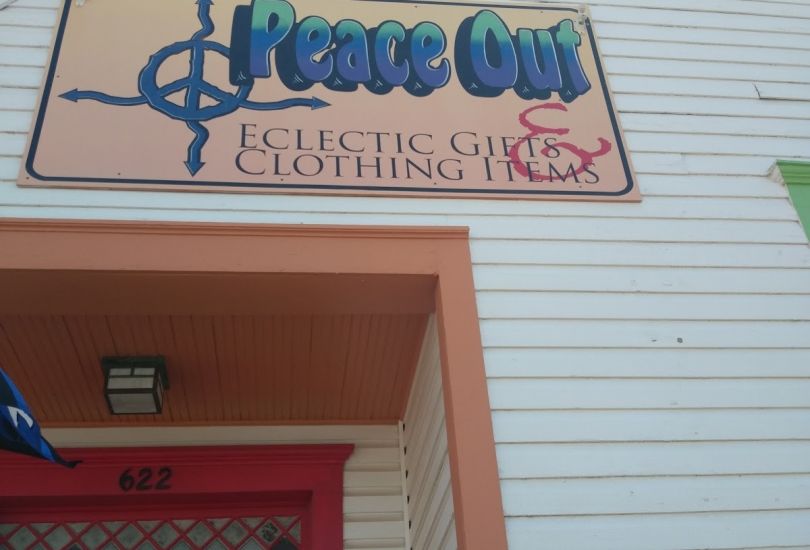 Peace Out
Eclectic Gifts &
Clothing Items
622